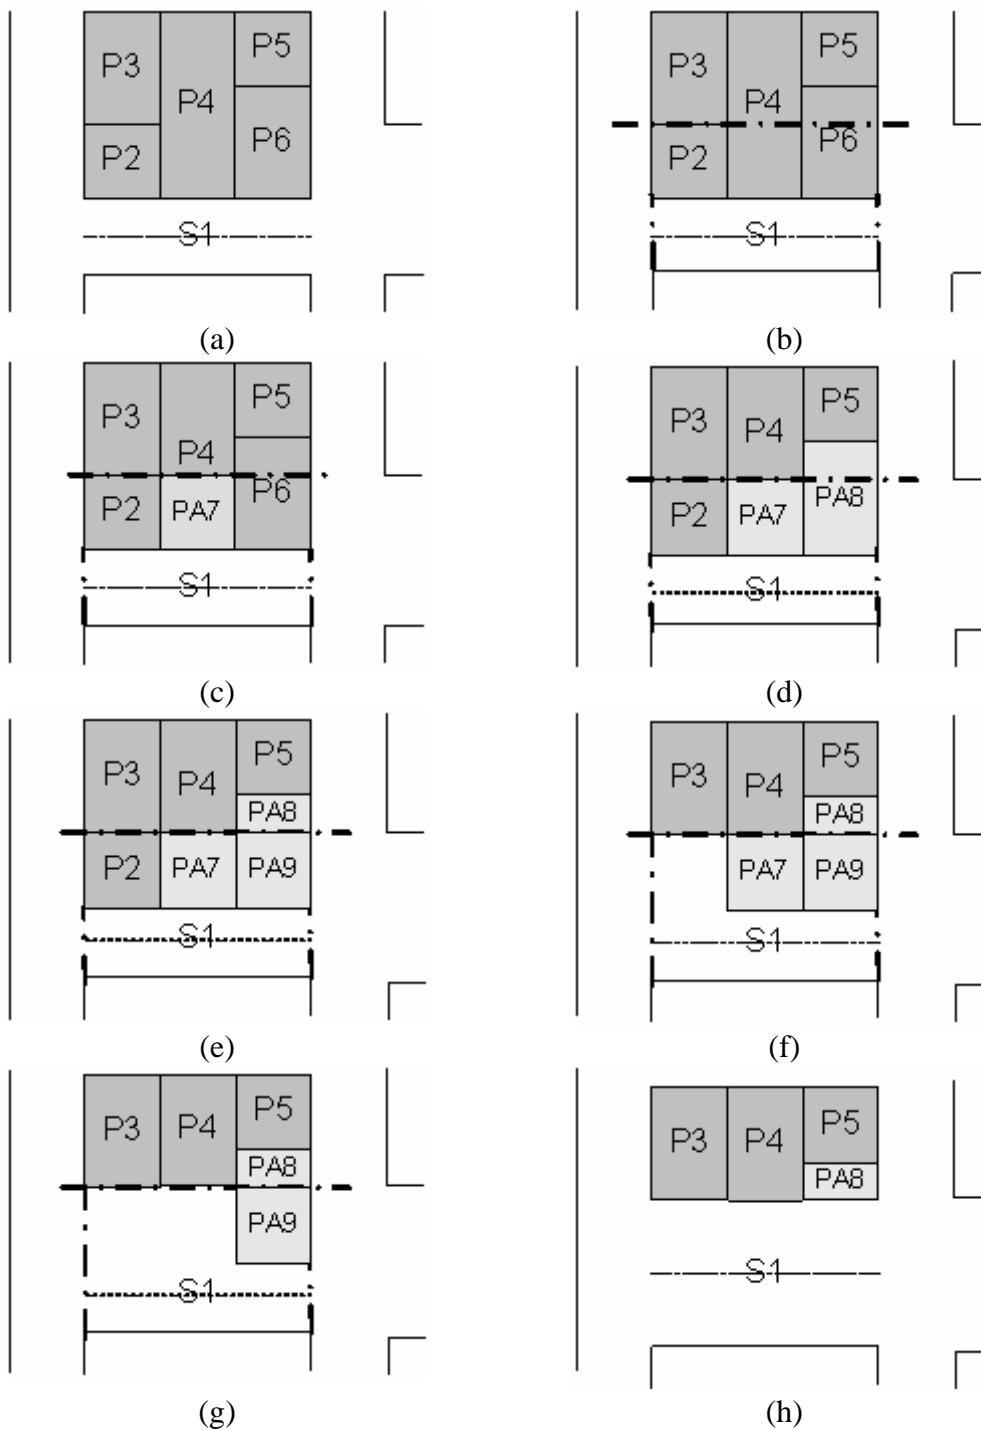 P3 P4 P5
P2 P6
S1
(a)
P3 P4 P5
P2 P6
S1
(b)
P3 P4 P5
P2 PA7 P6
S1
(c)
P3 P4 P5
P2 PA7 PA8
S1
(d)
P3 P4 P5
PA8
P2 PA7 PA9
S1
(e)
P3 P4 P5
PA8
PA7 PA9
S1
(f)
P3 P4 P5
PA8
PA9
S1
(g)
P3 P4 P5
PA8
S1
(h)